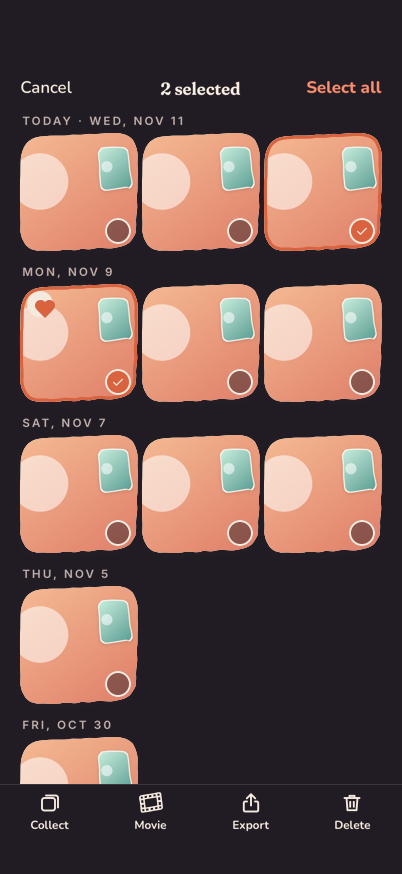 Cancel 2 selected Select all
TODAY · WED, NOV 11
MON, NOV 9
SAT, NOV 7
THU, NOV 5
FRI, OCT 30
Collect Movie Export Delete